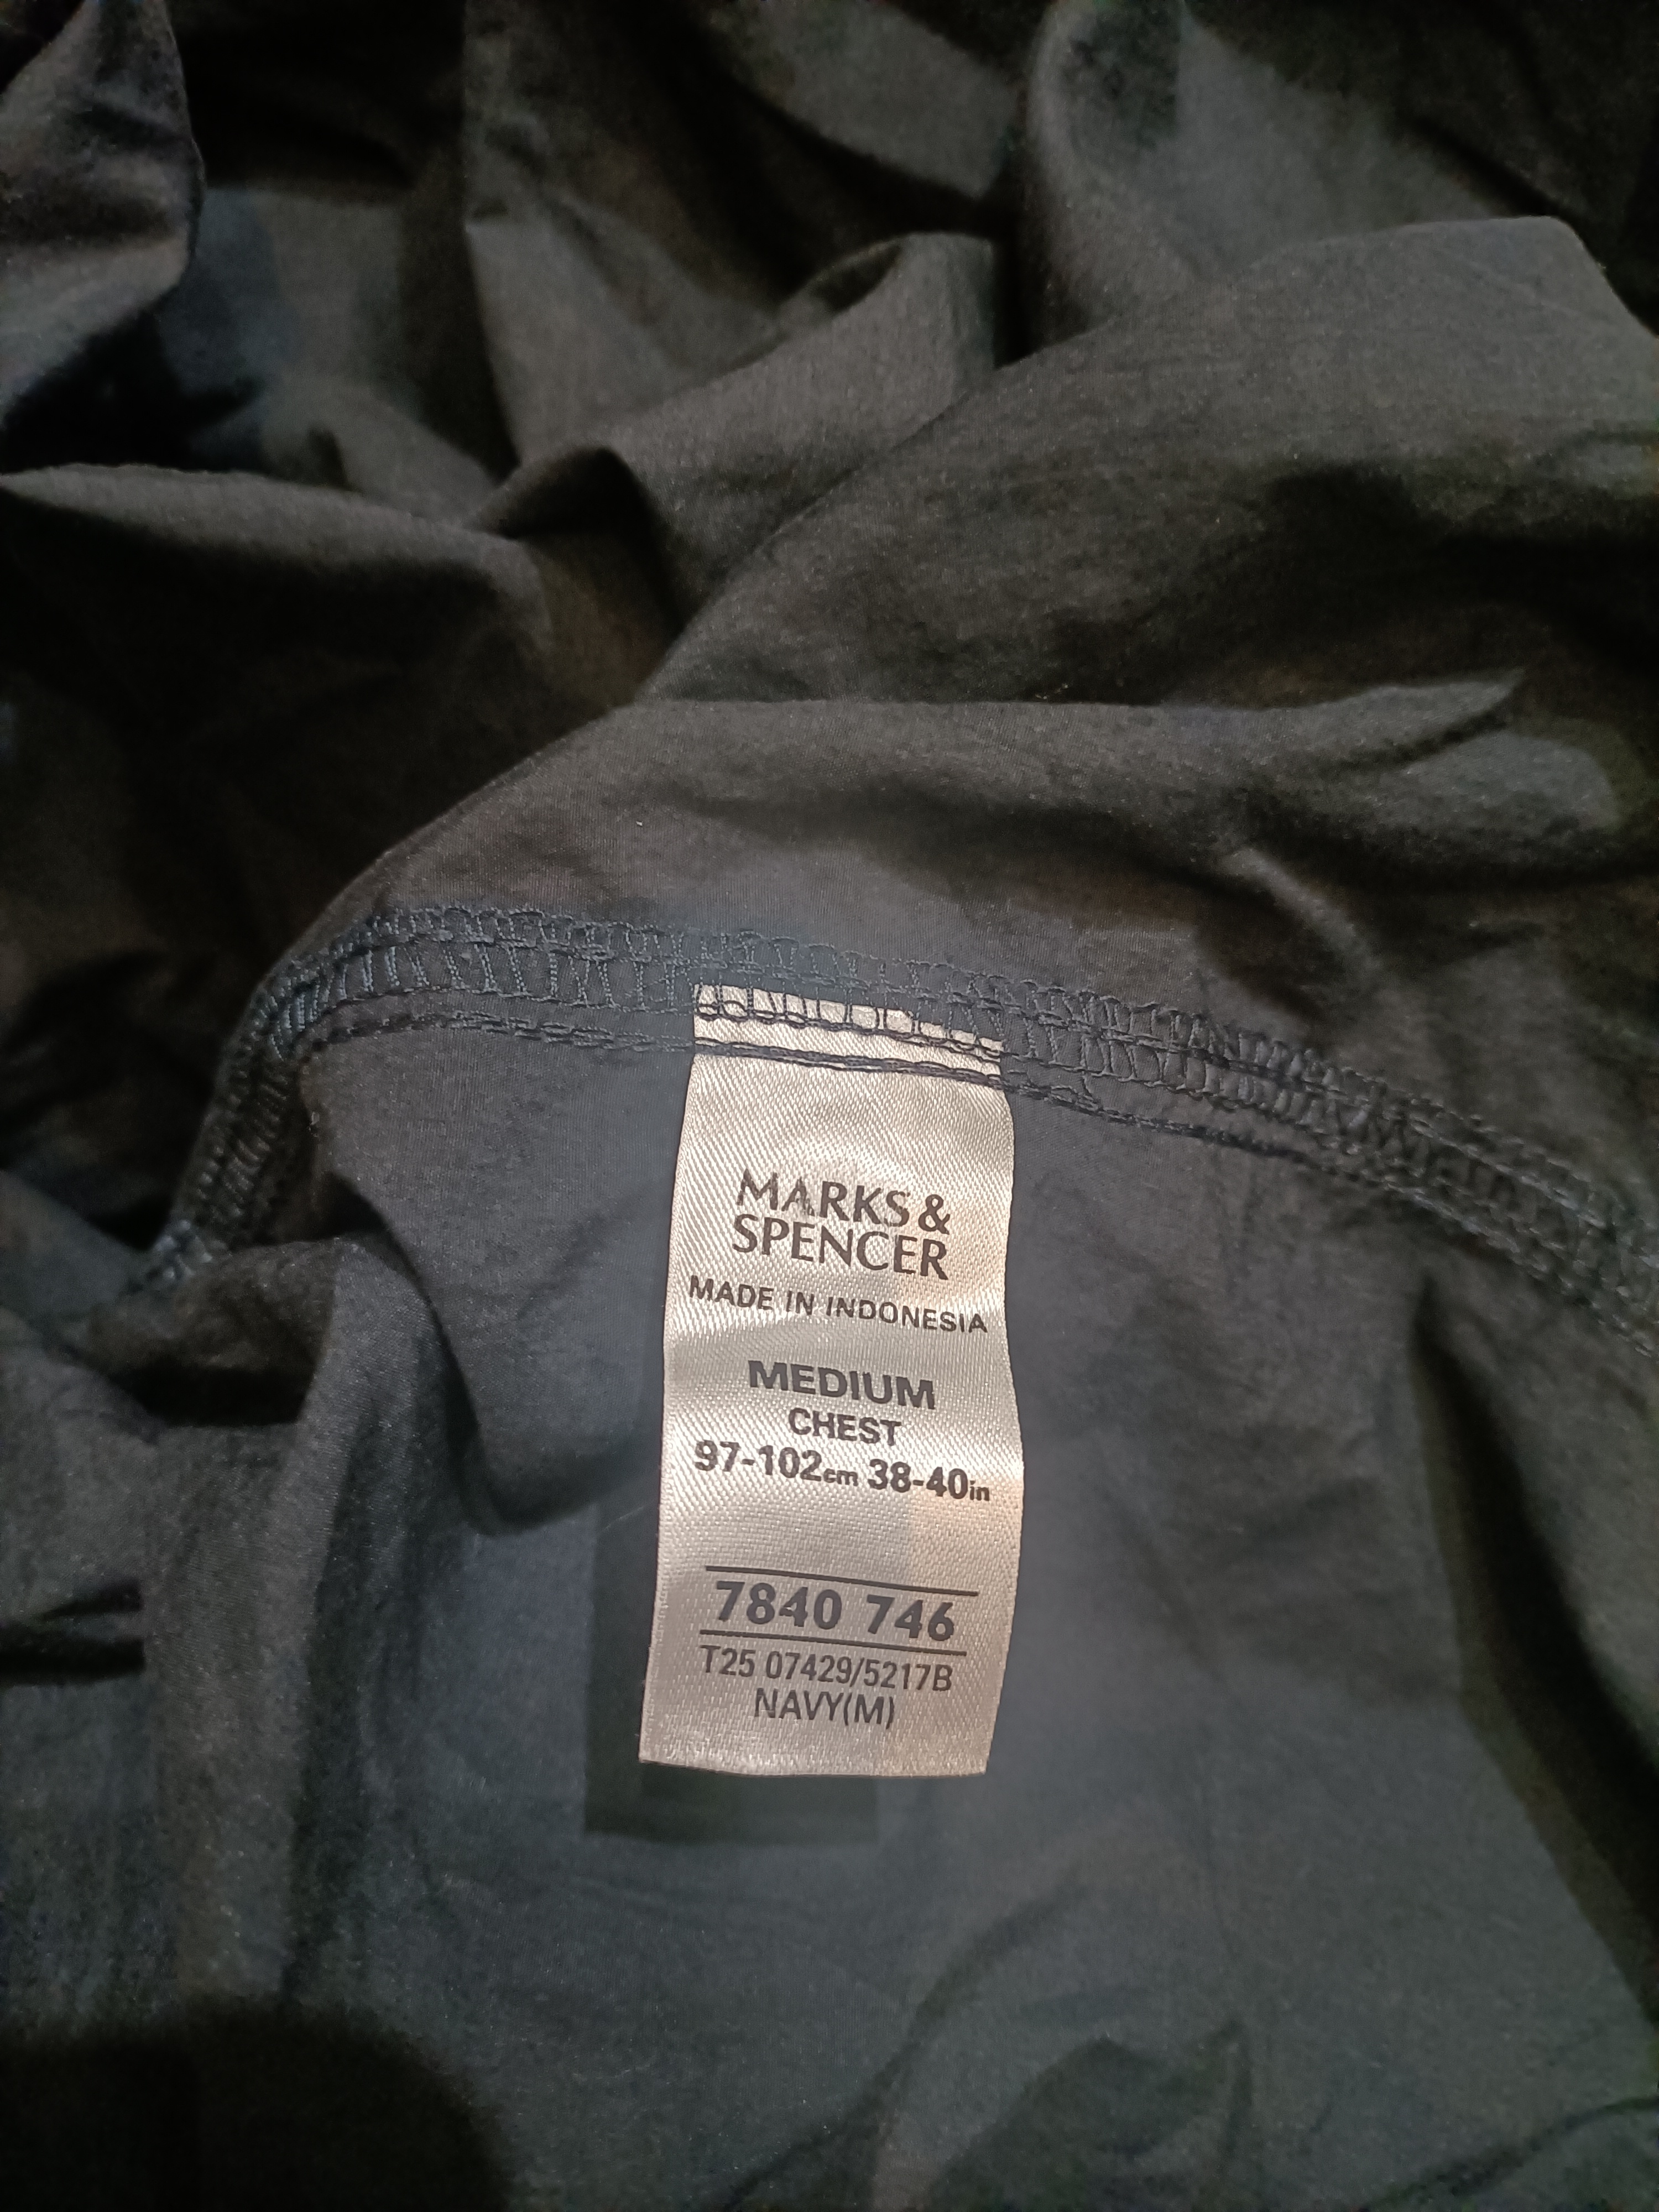 MARKS &
SPENCER
MADE IN INDONESIA
MEDIUM
CHEST
97-102cm 38-40in
7840 746
T25 07429/5217B
NAVY(M)